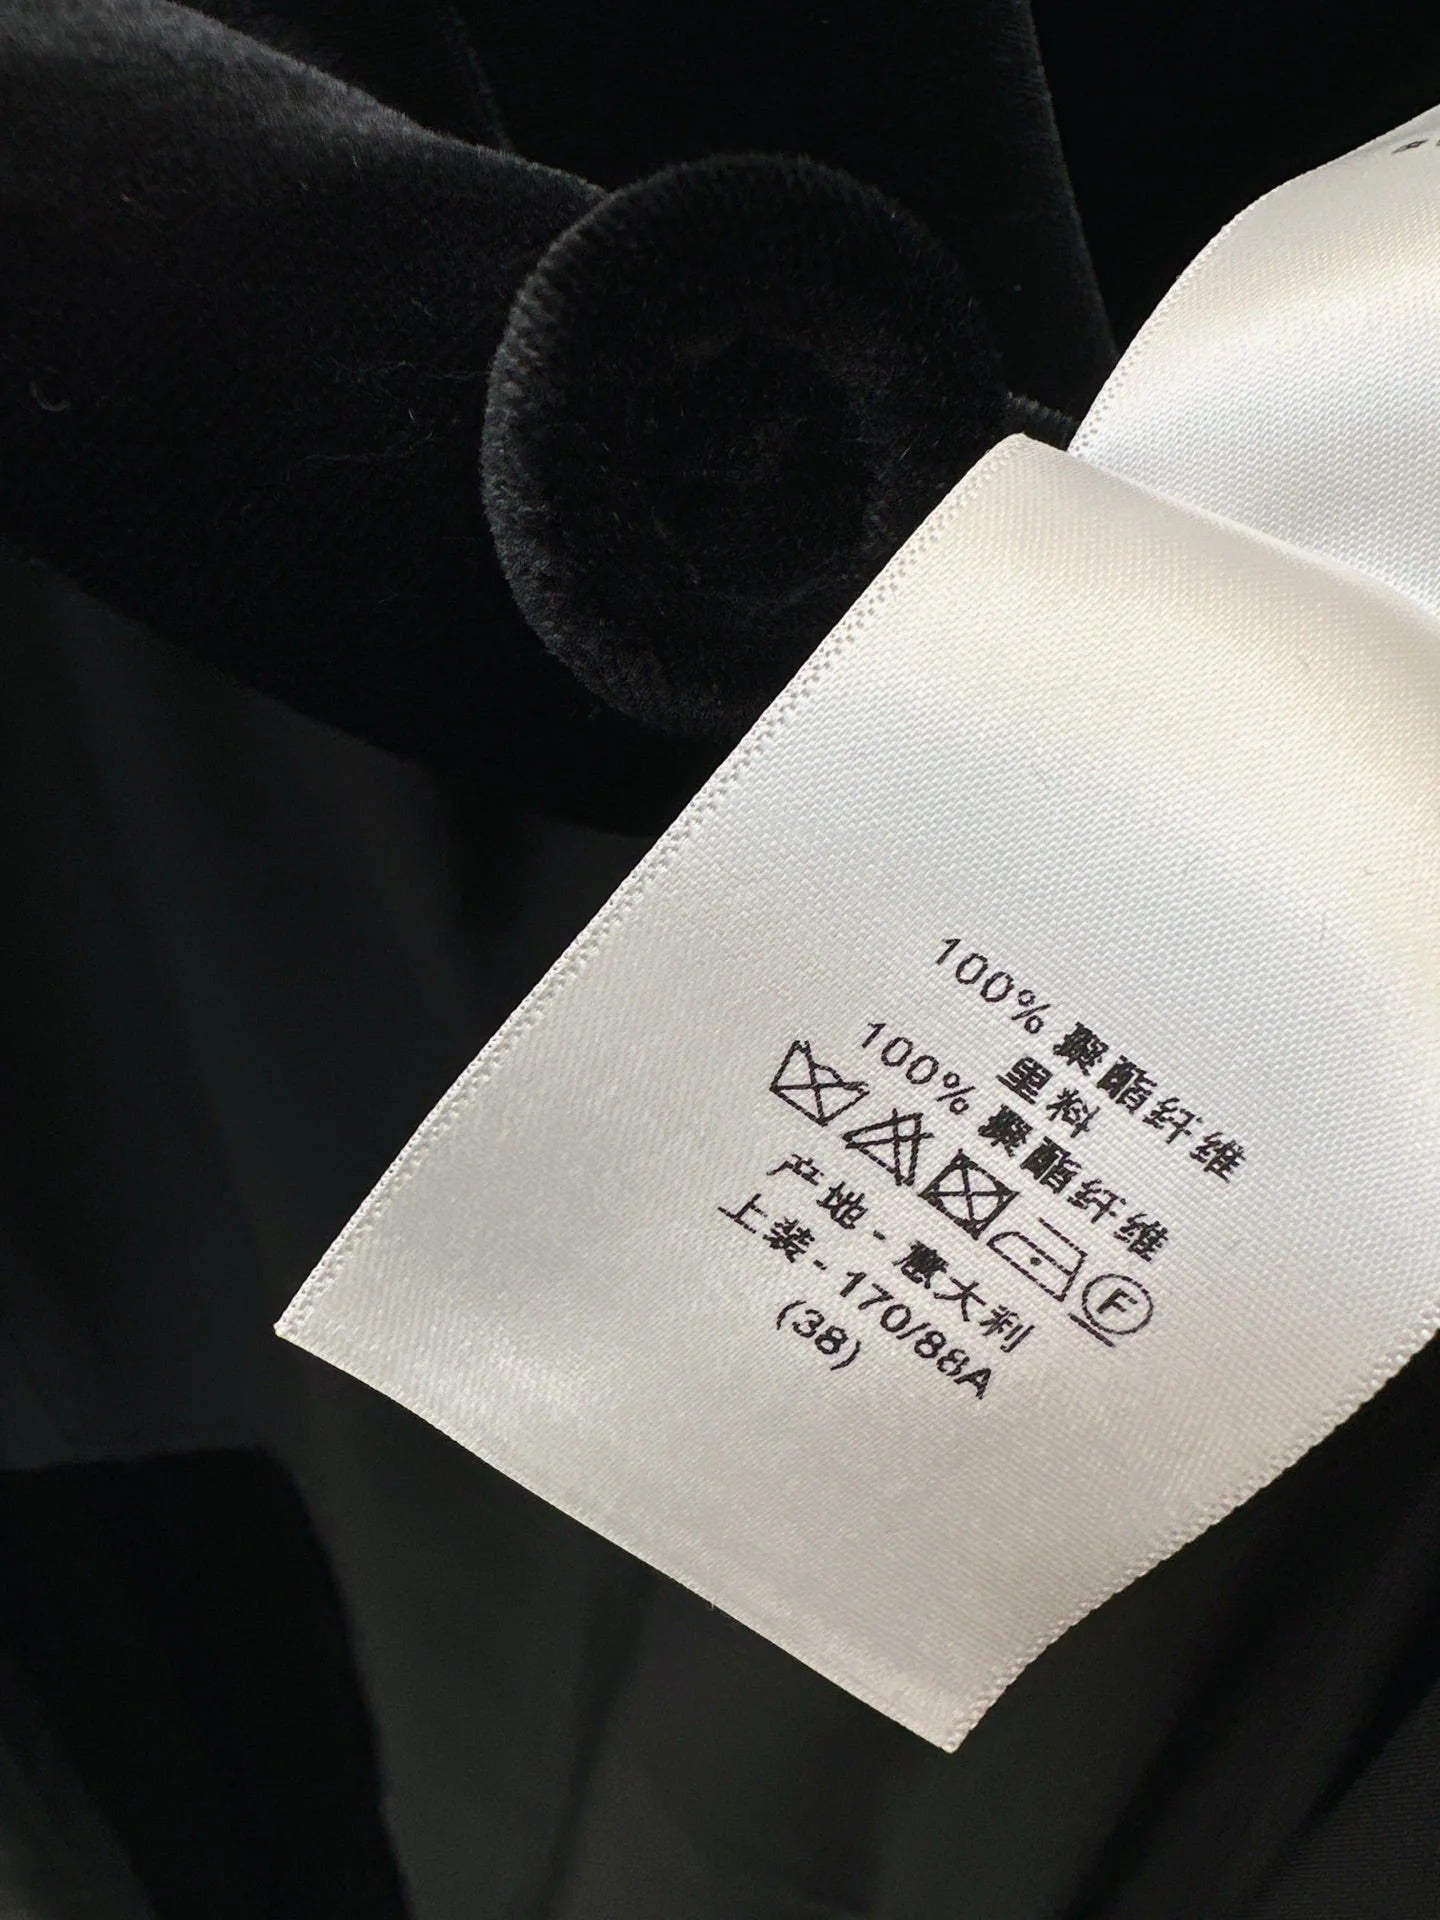 100% 聚酯纤维
里料
100% 聚酯纤维
F
产地 - 意大利
上装 - 170/88A
(38)